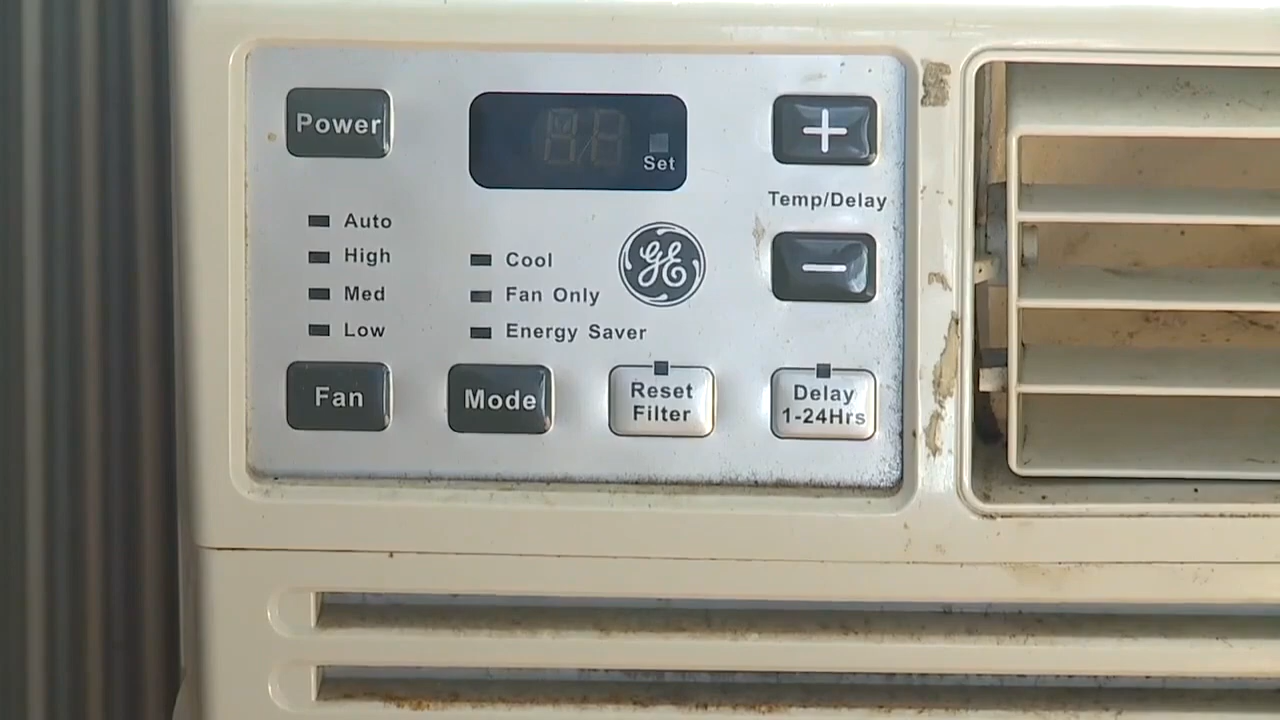 Power
Set
+
Temp/Delay
−
Auto
High
Med
Low
Cool
Fan Only
Energy Saver
GE
Fan
Mode
Reset
Filter
Delay
1-24Hrs